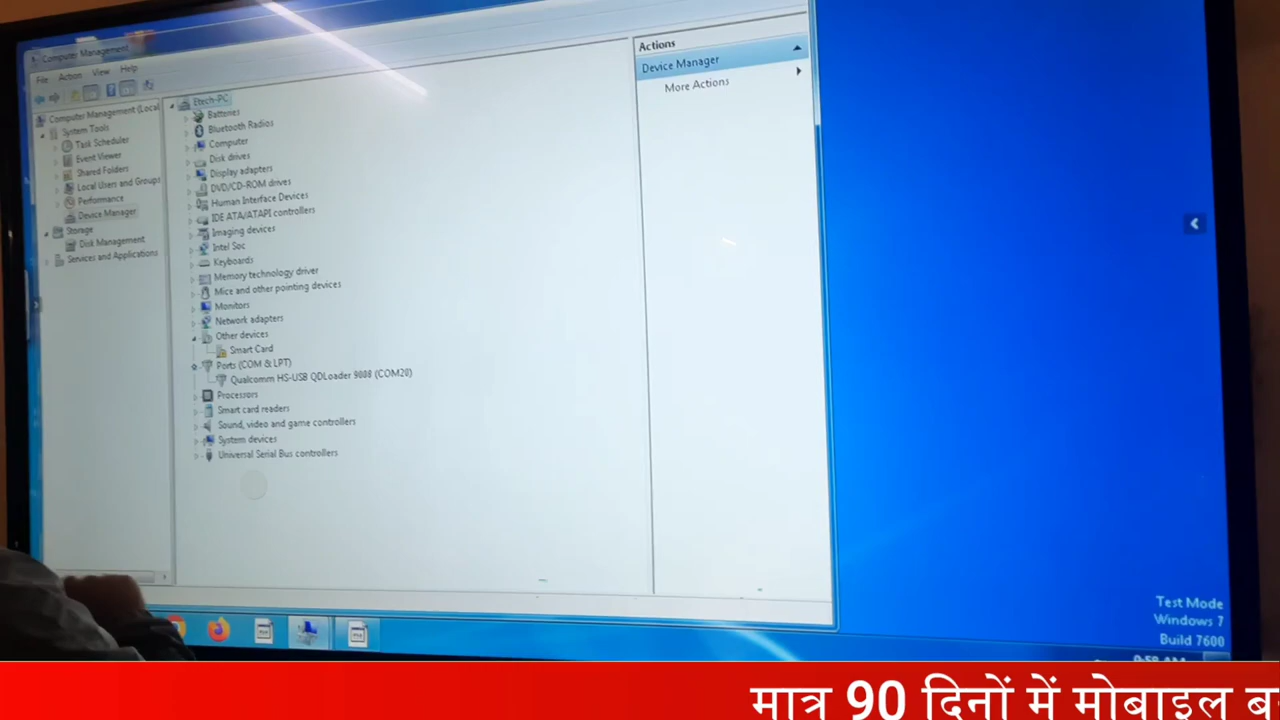 Computer Management
File Action View Help
Computer Management (Local
System Tools
Task Scheduler
Event Viewer
Shared Folders
Local Users and Groups
Performance
Device Manager
Storage
Disk Management
Services and Applications
Etech-PC
Batteries
Bluetooth Radios
Computer
Disk drives
Display adapters
DVD/CD-ROM drives
Human Interface Devices
IDE ATA/ATAPI controllers
Imaging devices
Intel Soc
Keyboards
Memory technology driver
Mice and other pointing devices
Monitors
Network adapters
Other devices
Smart Card
Ports (COM & LPT)
Qualcomm HS-USB QDLoader 9008 (COM20)
Processors
Smart card readers
Sound, video and game controllers
System devices
Universal Serial Bus controllers
Actions
Device Manager
More Actions
Test Mode
Windows 7
Build 7600
9:58 AM
मात्र 90 दिनों में मोबाइल